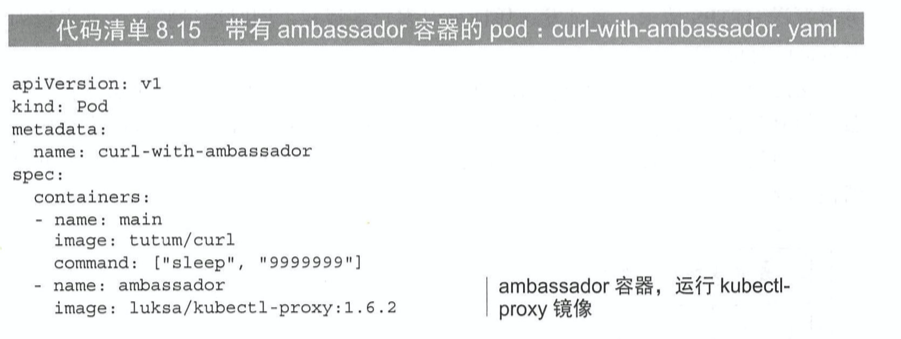 代码清单 8.15 带有 ambassador 容器的 pod：curl-with-ambassador. yaml
apiVersion: v1
kind: Pod
metadata:
  name: curl-with-ambassador
spec:
  containers:
  - name: main
    image: tutum/curl
    command: ["sleep", "9999999"]
  - name: ambassador
    image: luksa/kubectl-proxy:1.6.2
ambassador 容器，运行 kubectl-
proxy 镜像